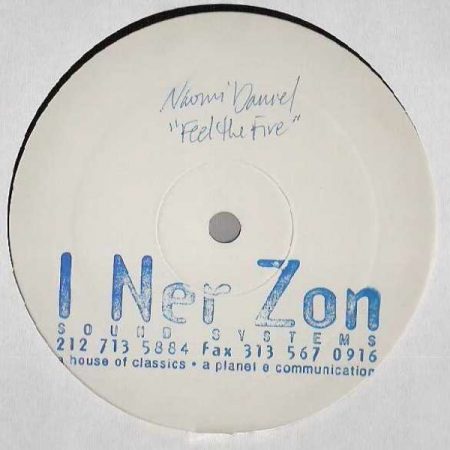 Naomi Daniel
"Feel the Fire"
I Ner Zon
SOUND SYSTEMS
212 713 5884 fax 313 567 0916
a house of classics • a planet e communication